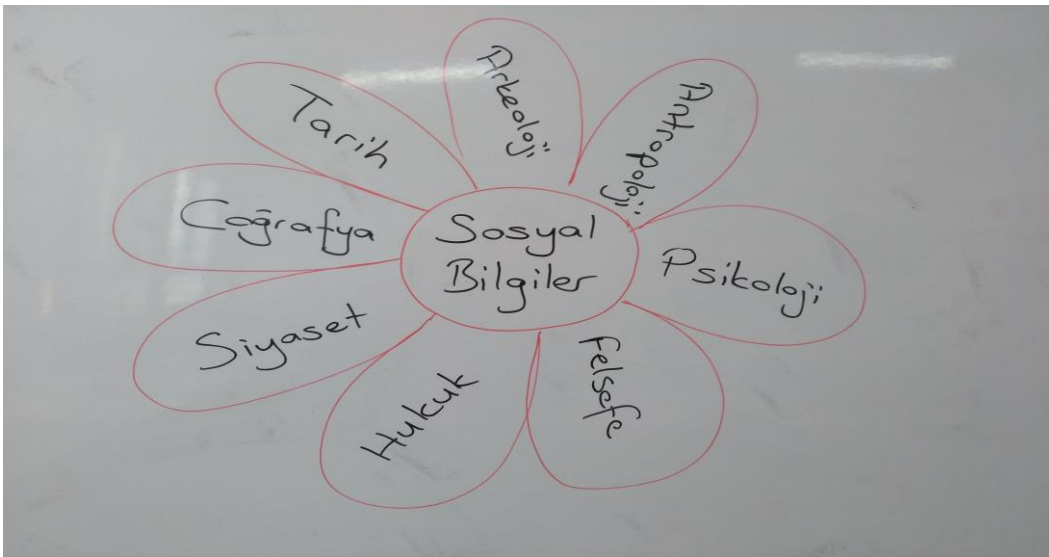 Sosyal
Bilgiler
Arkeoloji
Antropoloji
Psikoloji
Felsefe
Hukuk
Siyaset
Coğrafya
Tarih